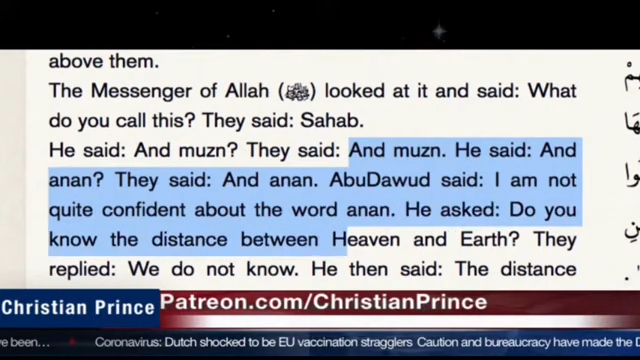 above them.
The Messenger of Allah (ﷺ) looked at it and said: What
do you call this? They said: Sahab.
He said: And muzn? They said: And muzn. He said: And
anan? They said: And anan. AbuDawud said: I am not
quite confident about the word anan. He asked: Do you
know the distance between Heaven and Earth? They
replied: We do not know. He then said: The distance
Christian Prince
Patreon.com/ChristianPrince
ve been... Coronavirus: Dutch shocked to be EU vaccination stragglers Caution and bureaucracy have made the D